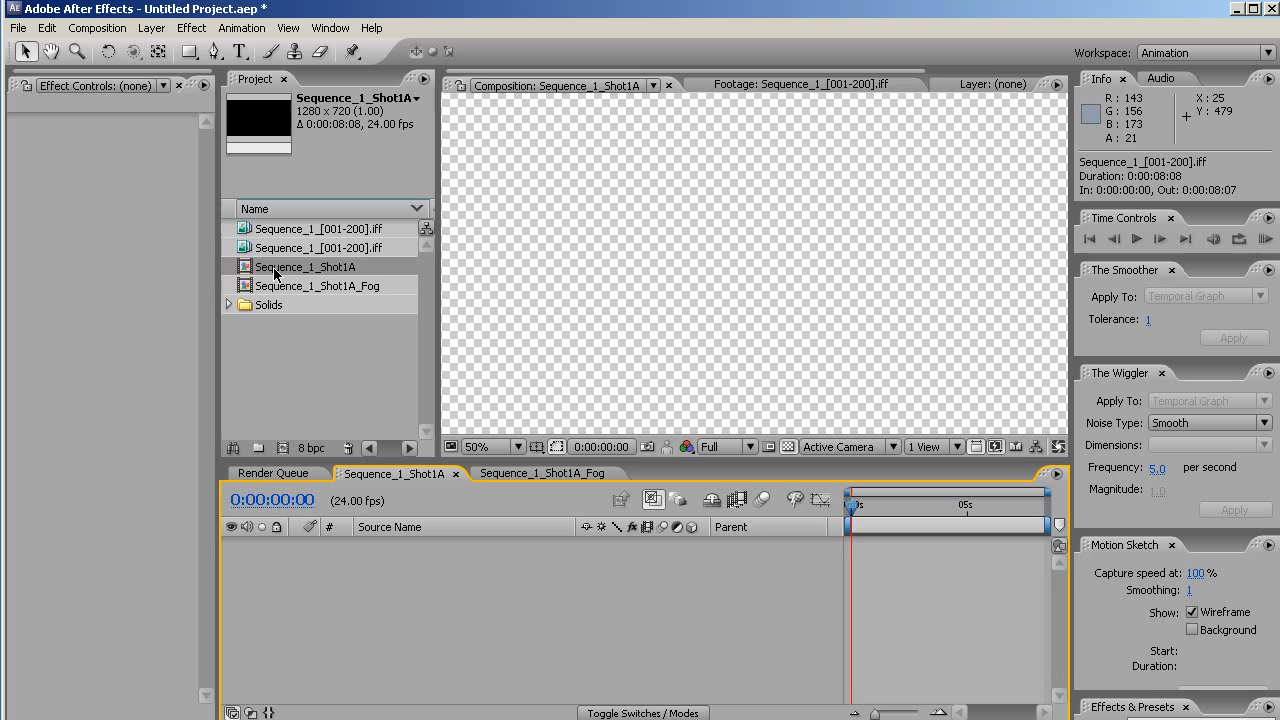 Adobe After Effects - Untitled Project.aep *
File Edit Composition Layer Effect Animation View Window Help
Workspace: Animation
Effect Controls: (none)
Project
Sequence_1_Shot1A
1280 x 720 (1.00)
Δ 0:00:08:08, 24.00 fps
Name
Sequence_1_[001-200].iff
Sequence_1_[001-200].iff
Sequence_1_Shot1A
Sequence_1_Shot1A_Fog
Solids
8 bpc
Composition: Sequence_1_Shot1A
Footage: Sequence_1_[001-200].iff
Layer: (none)
50% 0:00:00:00 Full Active Camera 1 View
Info Audio
R : 143 X : 25
G : 153 Y : 479
B : 173
A : 21
Sequence_1_[001-200].iff
Duration: 0:00:08:08
In: 0:00:00:00, Out: 0:00:08:07
Time Controls
The Smoother
Apply To: Temporal Graph
Tolerance: 1
Apply
The Wiggler
Apply To: Temporal Graph
Noise Type: Smooth
Dimensions:
Frequency: 5.0 per second
Magnitude: 1.0
Apply
Motion Sketch
Capture speed at: 100 %
Smoothing: 1
Show: Wireframe
Background
Start:
Duration:
Effects & Presets
Render Queue Sequence_1_Shot1A Sequence_1_Shot1A_Fog
0:00:00:00 (24.00 fps)
05s
# Source Name Parent
Toggle Switches / Modes